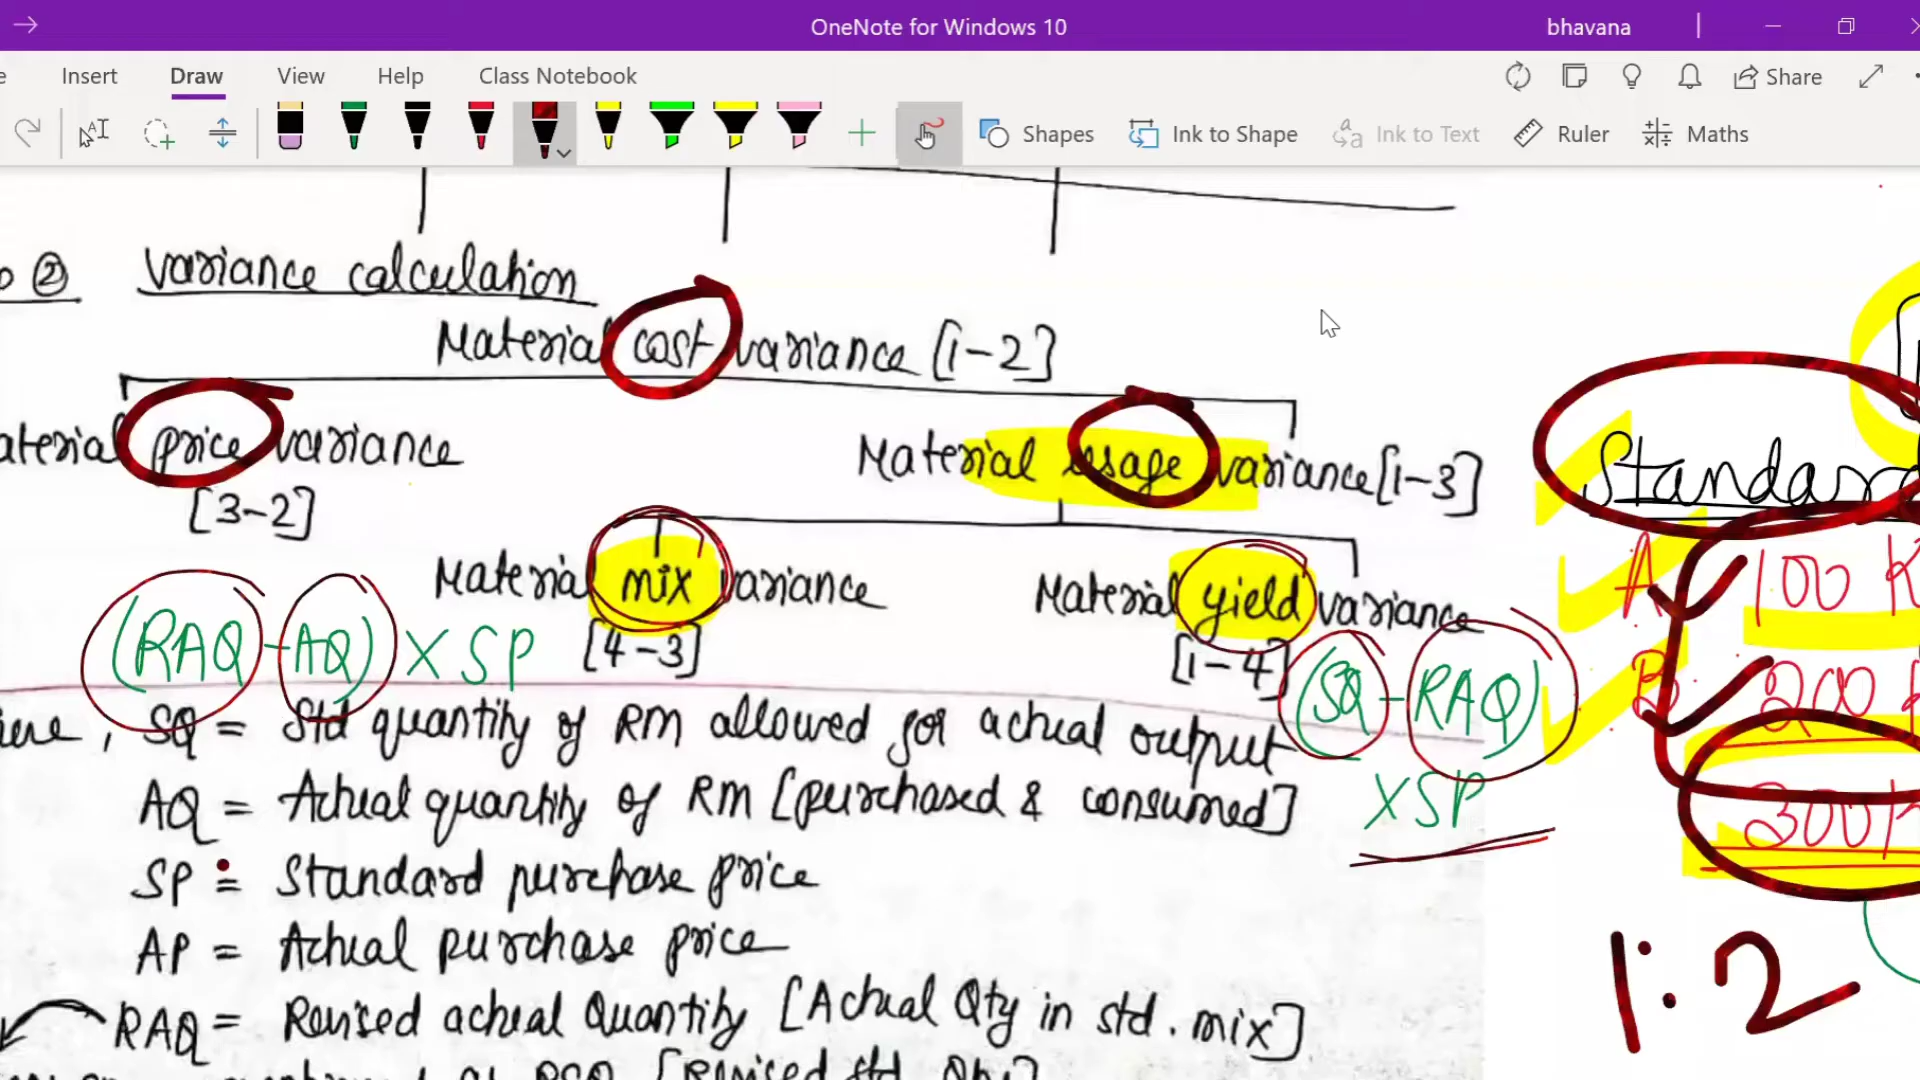 OneNote for Windows 10
bhavana
Insert Draw View Help Class Notebook
Share
Shapes Ink to Shape Ink to Text Ruler Maths
② Variance calculation
Material cost variance [1-2]
aterial price variance
[3-2]
Material usage variance [1-3]
Material mix variance
[4-3]
(RAQ-AQ) X SP
Material yield variance
[1-4]
(SQ-RAQ)
X SP
, SQ = Std quantity of RM allowed for actual output
AQ = Actual quantity of RM [purchased & consumed]
SP = Standard purchase price
AP = Actual purchase price
RAQ = Revised actual Quantity [Actual Qty in std. mix]
Standard
A 100 K
B 200 K
300 K
1:2